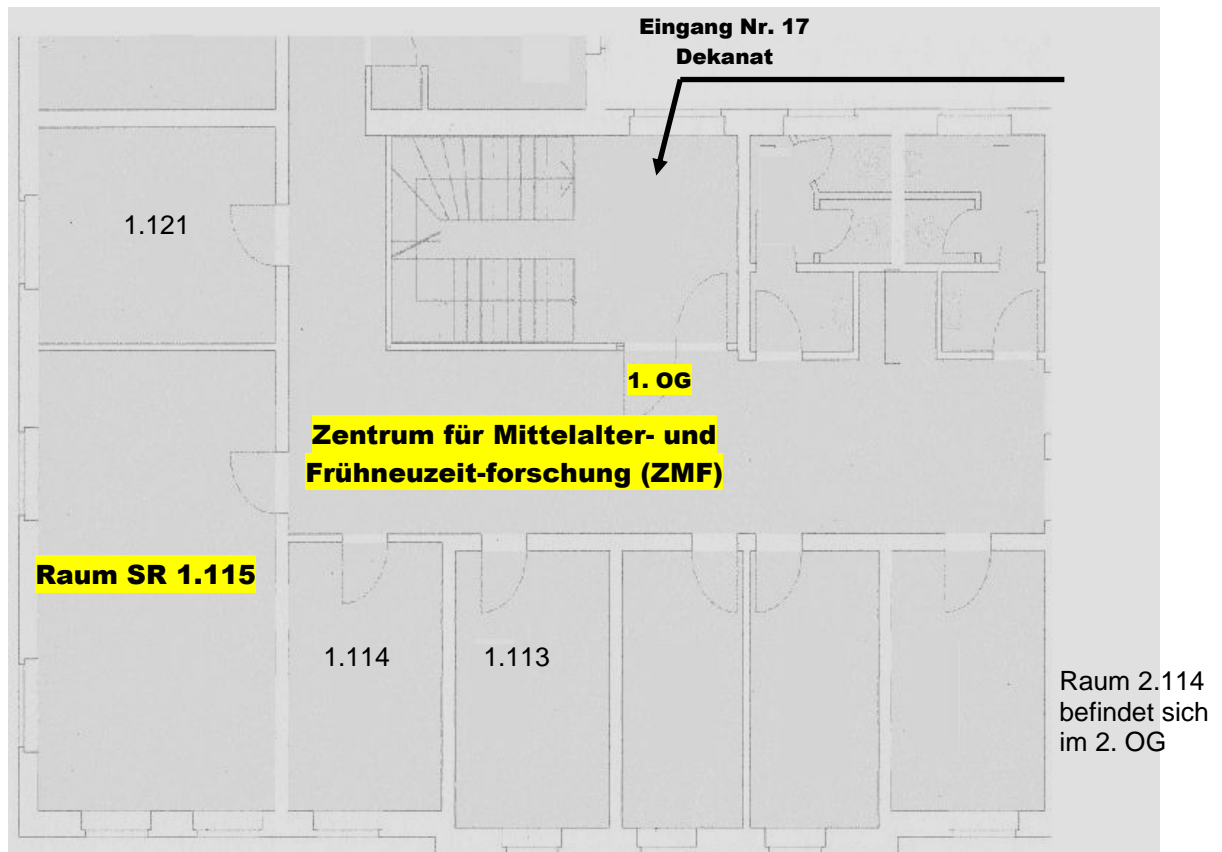 Eingang Nr. 17
Dekanat
1.121
1. OG
Zentrum für Mittelalter- und
Frühneuzeit-forschung (ZMF)
Raum SR 1.115
1.114
1.113
Raum 2.114
befindet sich
im 2. OG